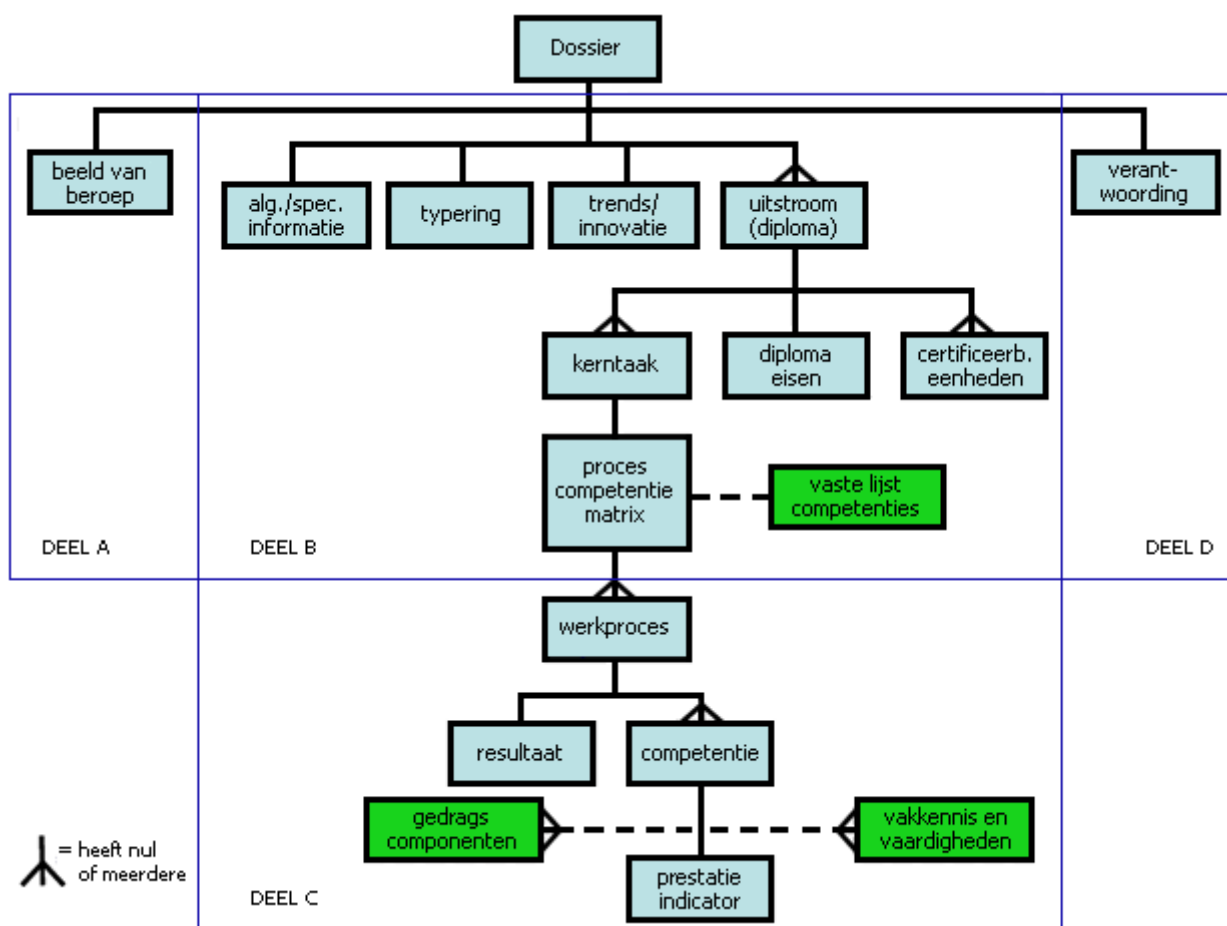 Dossier
beeld van
beroep
alg./spec.
informatie
typering
trends/
innovatie
uitstroom
(diploma)
verant-
woording
kerntaak
diploma
eisen
certificeerb.
eenheden
proces
competentie
matrix
vaste lijst
competenties
DEEL A
DEEL B
DEEL D
werkproces
resultaat
competentie
gedrags
componenten
vakkennis en
vaardigheden
= heeft nul
of meerdere
prestatie
indicator
DEEL C